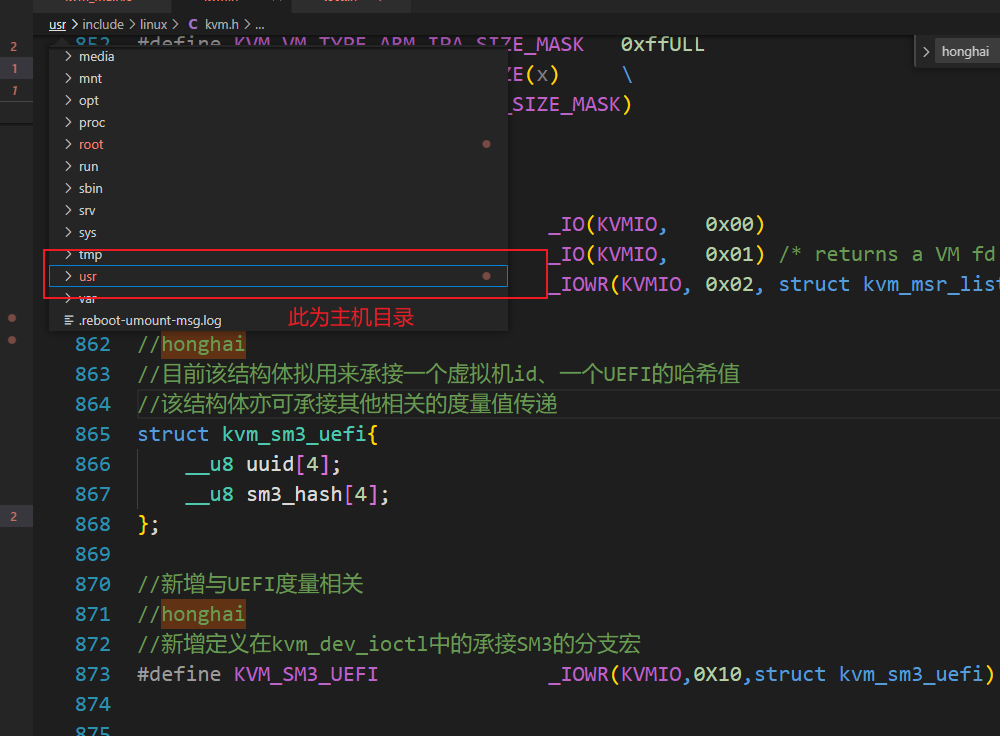 usr > include > linux > C kvm.h > ...
852 #define KVM_VM_TYPE_ARM_IPA_SIZE_MASK 0xffULL
honghai
2
1
1
media
ZE(x) \
mnt
opt
_SIZE_MASK)
proc
root
run
sbin
srv
_IO(KVMIO, 0x00)
sys
tmp
_IO(KVMIO, 0x01) /* returns a VM fd
usr
_IOWR(KVMIO, 0x02, struct kvm_msr_list
var
.reboot-umount-msg.log
此为主机目录
862 //honghai
863 //目前该结构体拟用来承接一个虚拟机id、一个UEFI的哈希值
864 //该结构体亦可承接其他相关的度量值传递
865 struct kvm_sm3_uefi{
866 __u8 uuid[4];
867 __u8 sm3_hash[4];
2
868 };
869
870 //新增与UEFI度量相关
871 //honghai
872 //新增定义在kvm_dev_ioctl中的承接SM3的分支宏
873 #define KVM_SM3_UEFI _IOWR(KVMIO,0X10,struct kvm_sm3_uefi)
874
875